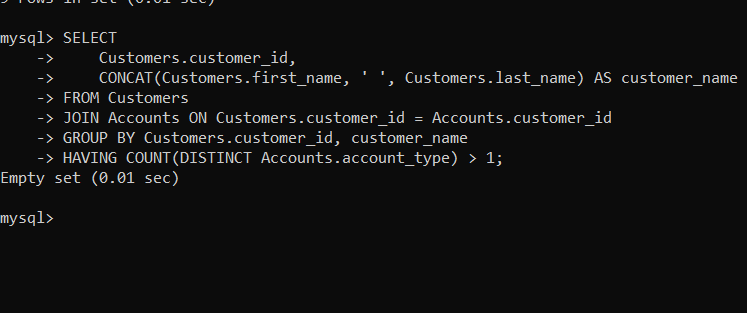 9 rows in set (0.01 sec)
mysql> SELECT
    ->     Customers.customer_id,
    ->     CONCAT(Customers.first_name, ' ', Customers.last_name) AS customer_name
    -> FROM Customers
    -> JOIN Accounts ON Customers.customer_id = Accounts.customer_id
    -> GROUP BY Customers.customer_id, customer_name
    -> HAVING COUNT(DISTINCT Accounts.account_type) > 1;
Empty set (0.01 sec)
mysql>